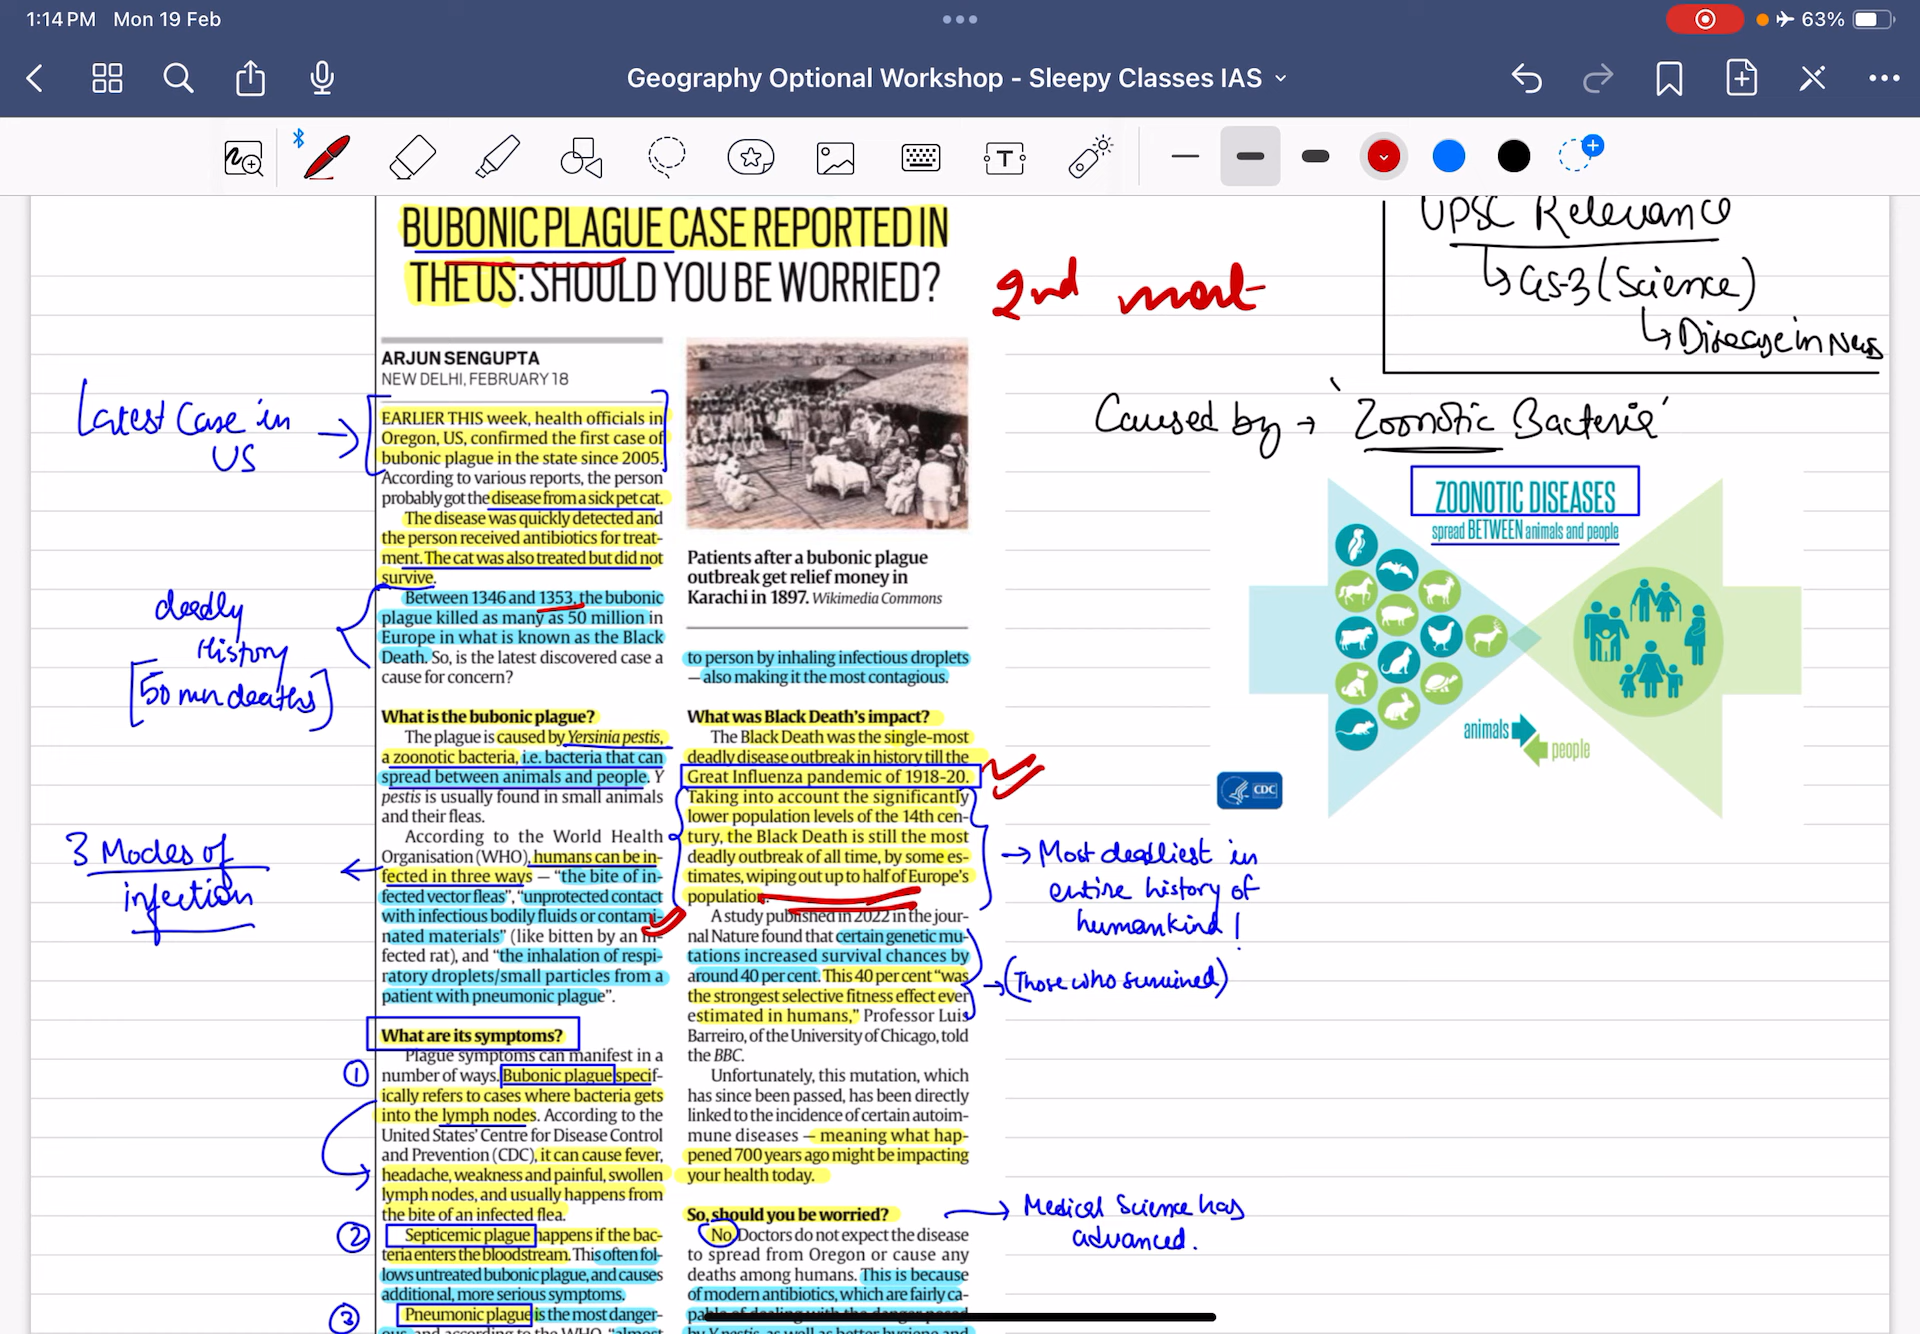 1:14 PM Mon 19 Feb
63%
Geography Optional Workshop - Sleepy Classes IAS
BUBONIC PLAGUE CASE REPORTED IN
THE US: SHOULD YOU BE WORRIED?
2nd most
UPSC Relevance
↳ GS-3 (Science)
↳ Disease in News
ARJUN SENGUPTA
NEW DELHI, FEBRUARY 18
Latest Case in
US
EARLIER THIS week, health officials in
Oregon, US, confirmed the first case of
bubonic plague in the state since 2005.
According to various reports, the person
probably got the disease from a sick pet cat.
The disease was quickly detected and
the person received antibiotics for treat-
ment. The cat was also treated but did not
survive.
deadly
History
[50 mn deaths]
Between 1346 and 1353, the bubonic
plague killed as many as 50 million in
Europe in what is known as the Black
Death. So, is the latest discovered case a
cause for concern?
What is the bubonic plague?
The plague is caused by Yersinia pestis,
a zoonotic bacteria, i.e. bacteria that can
spread between animals and people. Y
pestis is usually found in small animals
and their fleas.
3 Modes of
infection
According to the World Health
Organisation (WHO), humans can be in-
fected in three ways — “the bite of in-
fected vector fleas”, “unprotected contact
with infectious bodily fluids or contami-
nated materials” (like bitten by an in-
fected rat), and “the inhalation of respi-
ratory droplets/small particles from a
patient with pneumonic plague”.
What are its symptoms?
Plague symptoms can manifest in a
① number of ways. Bubonic plague specif-
ically refers to cases where bacteria gets
into the lymph nodes. According to the
United States’ Centre for Disease Control
and Prevention (CDC), it can cause fever,
headache, weakness and painful, swollen
lymph nodes, and usually happens from
the bite of an infected flea.
② Septicemic plague happens if the bac-
teria enters the bloodstream. This often fol-
lows untreated bubonic plague, and causes
additional, more serious symptoms.
③ Pneumonic plague is the most danger-
ous, and according to the WHO, “almost
Patients after a bubonic plague
outbreak get relief money in
Karachi in 1897. Wikimedia Commons
to person by inhaling infectious droplets
— also making it the most contagious.
What was Black Death’s impact?
The Black Death was the single-most
deadly disease outbreak in history till the
Great Influenza pandemic of 1918-20.
Taking into account the significantly
lower population levels of the 14th cen-
tury, the Black Death is still the most
deadly outbreak of all time, by some es-
timates, wiping out up to half of Europe’s
population.
A study published in 2022 in the jour-
nal Nature found that certain genetic mu-
tations increased survival chances by
around 40 per cent. This 40 per cent “was
the strongest selective fitness effect ever
estimated in humans,” Professor Luis
Barreiro, of the University of Chicago, told
the BBC.
Unfortunately, this mutation, which
has since been passed, has been directly
linked to the incidence of certain autoim-
mune diseases — meaning what hap-
pened 700 years ago might be impacting
your health today.
So, should you be worried?
No. Doctors do not expect the disease
to spread from Oregon or cause any
deaths among humans. This is because
of modern antibiotics, which are fairly ca-
pable of dealing with the danger posed
by Y pestis, as well as better hygiene and
Caused by → ‘Zoonotic Bacteria’
ZOONOTIC DISEASES
spread BETWEEN animals and people
animals
people
CDC
→ Most deadliest in
entire history of
humankind!
→ (Those who survived)
→ Medical Science has
advanced.